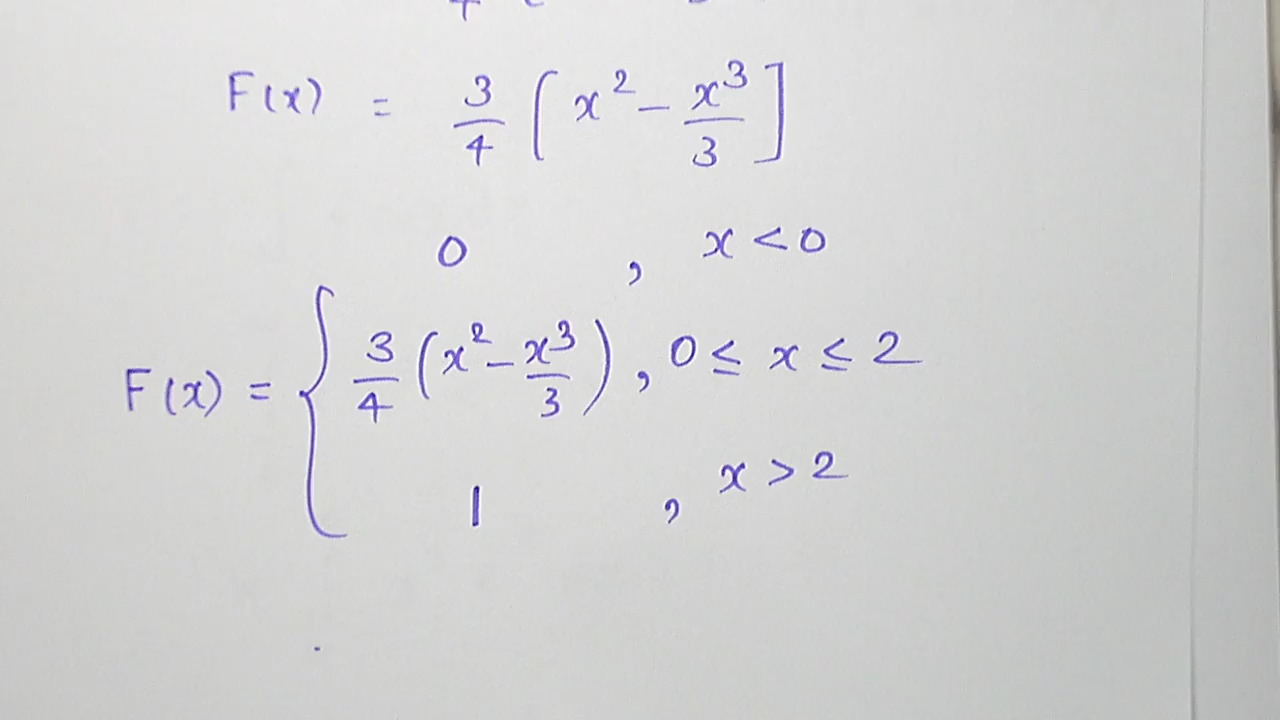 F(x) = 3/4 [x² - x³/3]
0 , x < 0
F(x) = { 3/4 (x² - x³/3) , 0 ≤ x ≤ 2
1 , x > 2